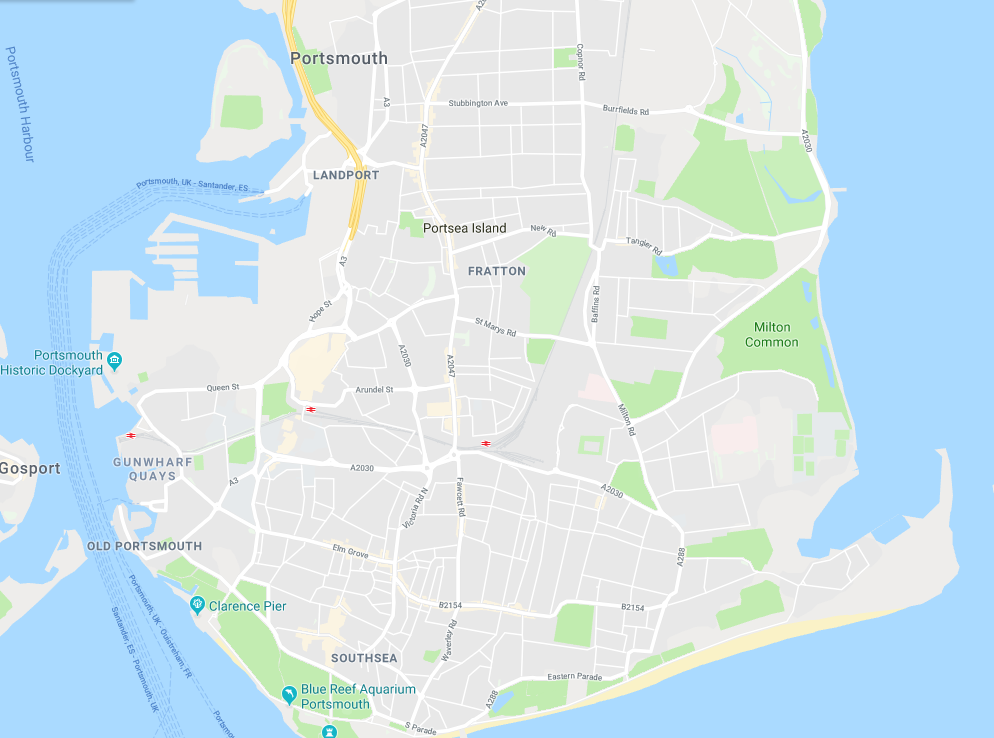 Portsmouth
Portsmouth Harbour
Copnor Rd
A3
Stubbington Ave
Burrfields Rd
A2047
A2030
LANDPORT
Portsmouth, UK - Santander, ES
Portsea Island
New Rd
Tangier Rd
A3
FRATTON
Baffins Rd
Hope St
St Marys Rd
Milton
Common
A2030
A2047
Portsmouth
Historic Dockyard
Queen St
Arundel St
Milton Rd
GUNWHARF
QUAYS
Gosport
A3
A2030
A2030
Victoria Rd N
Fawcett Rd
OLD PORTSMOUTH
Elm Grove
A288
Portsmouth, UK - Ouistreham, FR
Santander, ES - Portsmouth, UK
Clarence Pier
B2154
B2154
Waverley Rd
SOUTHSEA
Eastern Parade
Blue Reef Aquarium
Portsmouth
A288
S Parade